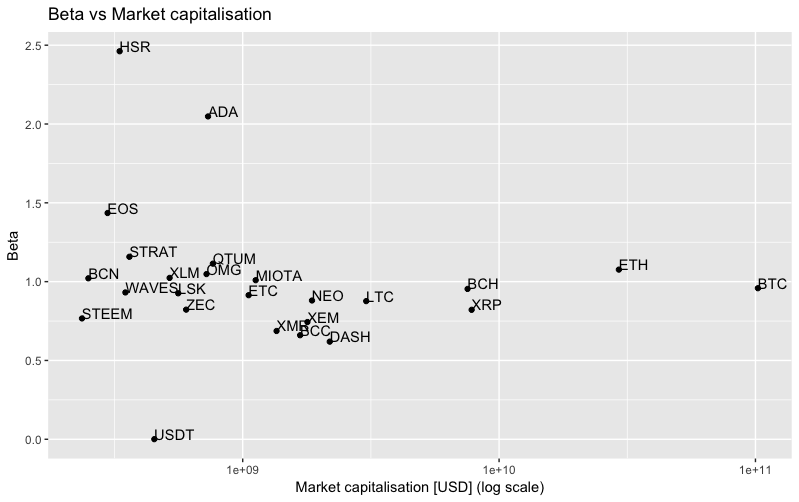 Beta vs Market capitalisation
2.5
HSR
ADA
2.0
1.5
EOS
STRAT
QTUM
ETH
OMG
BCN
XLM
MIOTA
1.0
BCH
BTC
WAVES
LSK
ETC
NEO
LTC
ZEC
XRP
STEEM
XEM
XMR
BCC
DASH
0.5
USDT
0.0
Beta
1e+09
1e+10
1e+11
Market capitalisation [USD] (log scale)